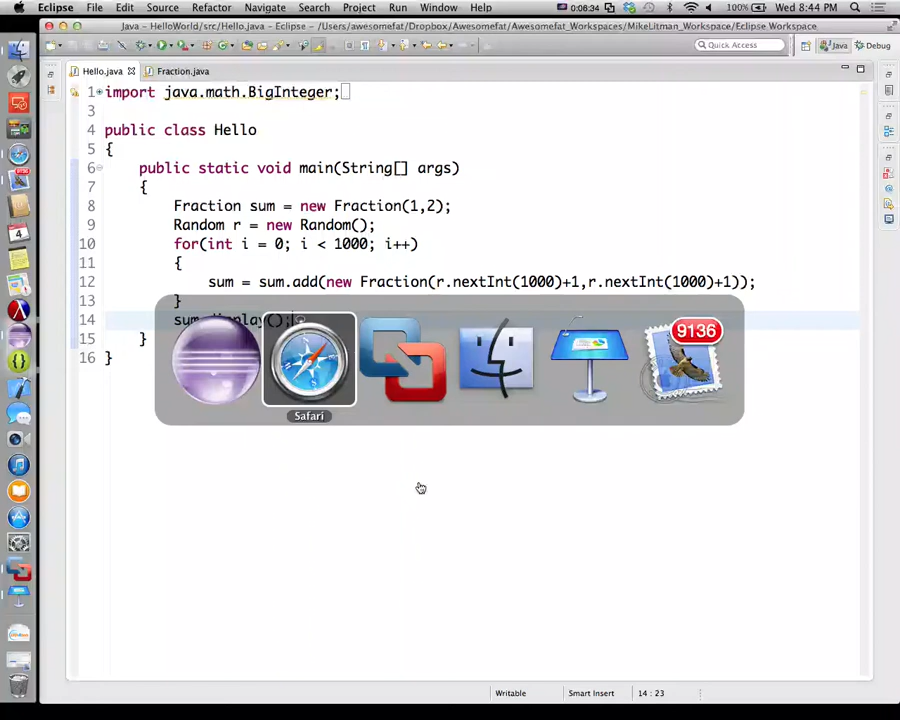 Eclipse File Edit Source Refactor Navigate Search Project Run Window Help 0:08:34 100% Wed 8:44 PM
Java – HelloWorld/src/Hello.java – Eclipse – /Users/awesomefat/Dropbox/Awesomefat/Awesomefat_Workspaces/MikeLitman_Workspace/Eclipse Workspace
Quick Access Java Debug
Hello.java Fraction.java
1 import java.math.BigInteger;
3
4 public class Hello
5 {
6 public static void main(String[] args)
7 {
8 Fraction sum = new Fraction(1,2);
9 Random r = new Random();
10 for(int i = 0; i < 1000; i++)
11 {
12 sum = sum.add(new Fraction(r.nextInt(1000)+1,r.nextInt(1000)+1));
13 }
14 sum.display();
15 }
16 }
9136
Safari
4
Writable Smart Insert 14 : 23